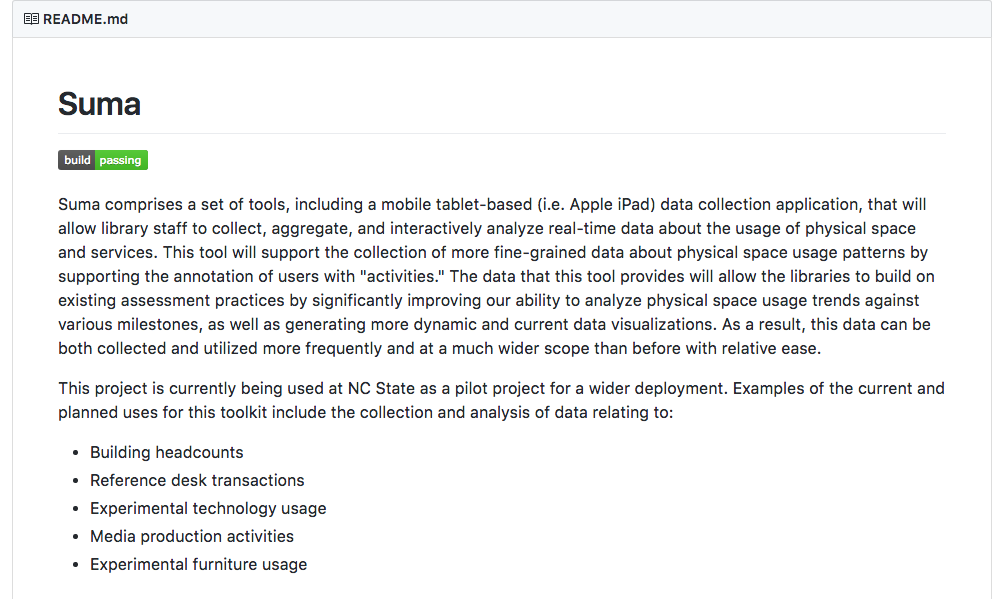 README.md
Suma
build passing
Suma comprises a set of tools, including a mobile tablet-based (i.e. Apple iPad) data collection application, that will
allow library staff to collect, aggregate, and interactively analyze real-time data about the usage of physical space
and services. This tool will support the collection of more fine-grained data about physical space usage patterns by
supporting the annotation of users with "activities." The data that this tool provides will allow the libraries to build on
existing assessment practices by significantly improving our ability to analyze physical space usage trends against
various milestones, as well as generating more dynamic and current data visualizations. As a result, this data can be
both collected and utilized more frequently and at a much wider scope than before with relative ease.
This project is currently being used at NC State as a pilot project for a wider deployment. Examples of the current and
planned uses for this toolkit include the collection and analysis of data relating to:
• Building headcounts
• Reference desk transactions
• Experimental technology usage
• Media production activities
• Experimental furniture usage